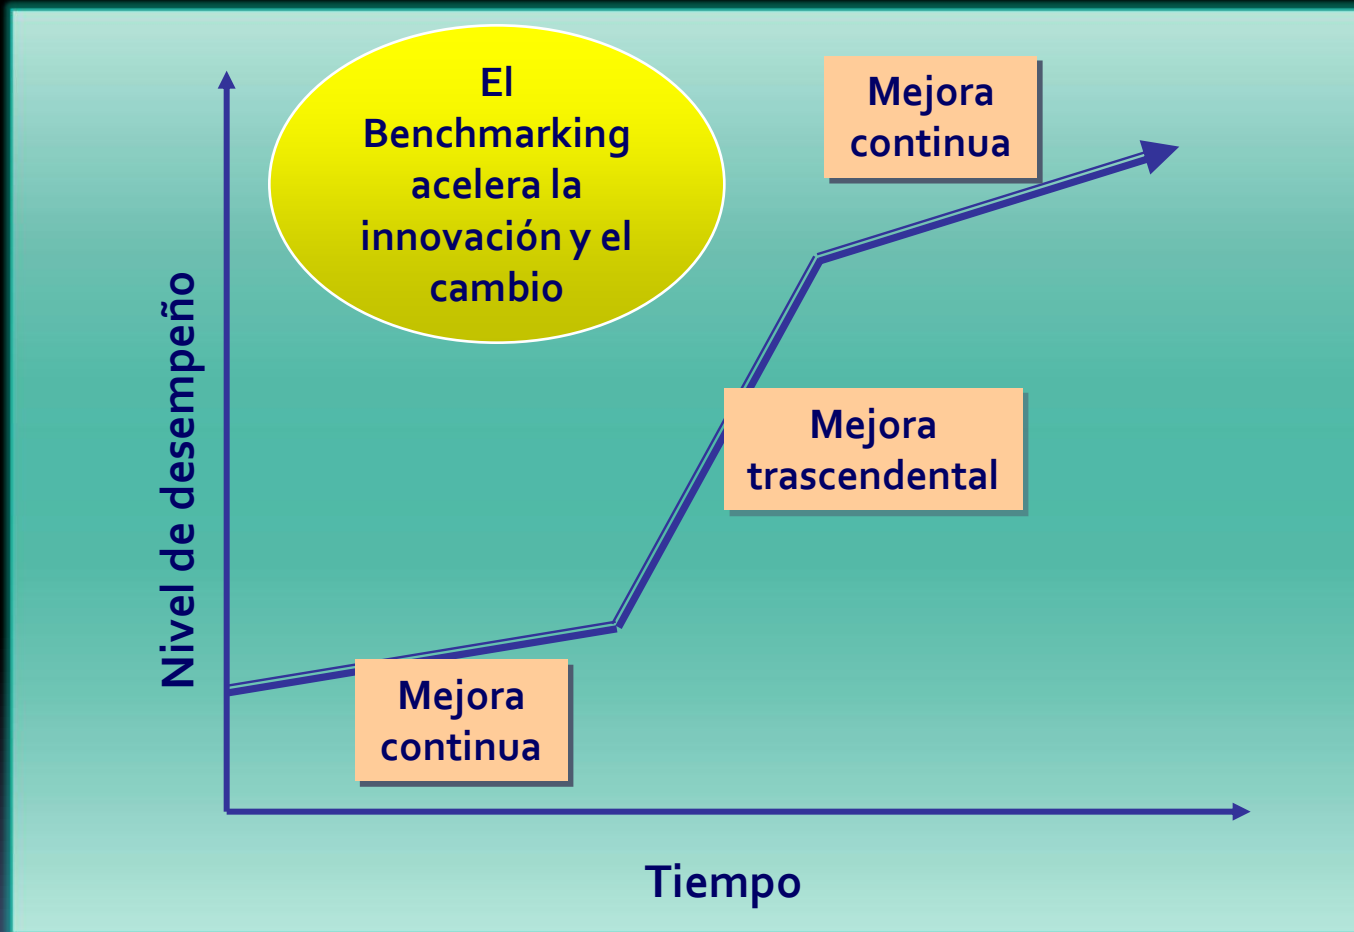 El
Benchmarking
acelera la
innovación y el
cambio
Mejora
continua
Mejora
trascendental
Mejora
continua
Nivel de desempeño
Tiempo